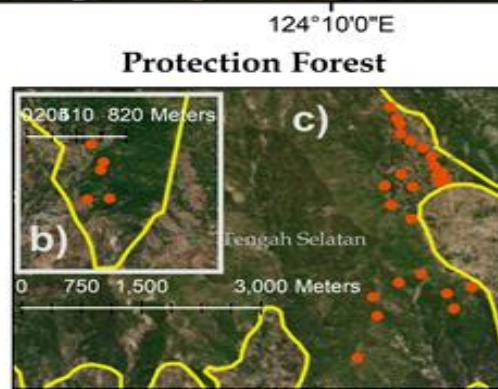 124°10'0"E
Protection Forest
820 Meters
c)
b)
Tengah Selatan
0 750 1,500 3,000 Meters